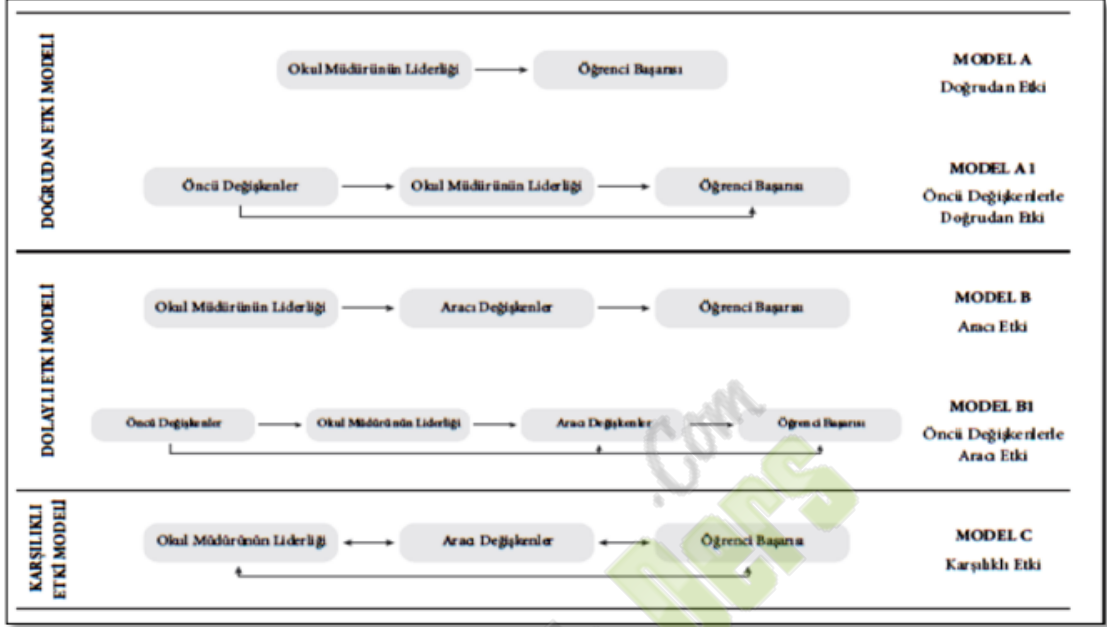 DOĞRUDAN ETKİ MODELİ
Okul Müdürünün Liderliği
Öğrenci Başarısı
MODEL A
Doğrudan Etki
Öncü Değişkenler
Okul Müdürünün Liderliği
Öğrenci Başarısı
MODEL A1
Öncü Değişkenlerle
Doğrudan Etki
DOLAYLI ETKİ MODELİ
Okul Müdürünün Liderliği
Aracı Değişkenler
Öğrenci Başarısı
MODEL B
Aracı Etki
Öncü Değişkenler
Okul Müdürünün Liderliği
Aracı Değişkenler
Öğrenci Başarısı
MODEL B1
Öncü Değişkenlerle
Aracı Etki
KARŞILIKLI
ETKİ MODELİ
Okul Müdürünün Liderliği
Aracı Değişkenler
Öğrenci Başarısı
MODEL C
Karşılıklı Etki
.Com
Ders